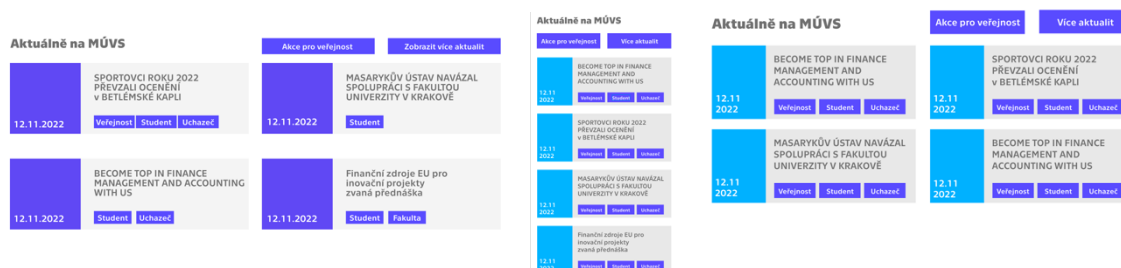 Aktuálně na MÚVS
Akce pro veřejnost
Zobrazit více aktualit
12.11.2022
SPORTOVCI ROKU 2022
PŘEVZALI OCENĚNÍ
v BETLÉMSKÉ KAPLI
Veřejnost Student Uchazeč
12.11.2022
MASARYKŮV ÚSTAV NAVÁZAL
SPOLUPRÁCI S FAKULTOU
UNIVERZITY V KRAKOVĚ
Student
12.11.2022
BECOME TOP IN FINANCE
MANAGEMENT AND ACCOUNTING
WITH US
Student Uchazeč
12.11.2022
Finanční zdroje EU pro
inovační projekty
zvaná přednáška
Student Fakulta
Aktuálně na MÚVS
Akce pro veřejnost
Více aktualit
12.11
2022
BECOME TOP IN FINANCE
MANAGEMENT AND
ACCOUNTING WITH US
Veřejnost Student Uchazeč
12.11
2022
SPORTOVCI ROKU 2022
PŘEVZALI OCENĚNÍ
v BETLÉMSKÉ KAPLI
Veřejnost Student Uchazeč
12.11
2022
MASARYKŮV ÚSTAV NAVÁZAL
SPOLUPRÁCI S FAKULTOU
UNIVERZITY V KRAKOVĚ
Veřejnost Student Uchazeč
12.11
2022
Finanční zdroje EU pro
inovační projekty
zvaná přednáška
Veřejnost Student Uchazeč
Aktuálně na MÚVS
Akce pro veřejnost
Více aktualit
12.11
2022
BECOME TOP IN FINANCE
MANAGEMENT AND
ACCOUNTING WITH US
Veřejnost Student Uchazeč
12.11
2022
SPORTOVCI ROKU 2022
PŘEVZALI OCENĚNÍ
v BETLÉMSKÉ KAPLI
Veřejnost Student Uchazeč
12.11
2022
MASARYKŮV ÚSTAV NAVÁZAL
SPOLUPRÁCI S FAKULTOU
UNIVERZITY V KRAKOVĚ
Veřejnost Student Uchazeč
12.11
2022
BECOME TOP IN FINANCE
MANAGEMENT AND
ACCOUNTING WITH US
Veřejnost Student Uchazeč